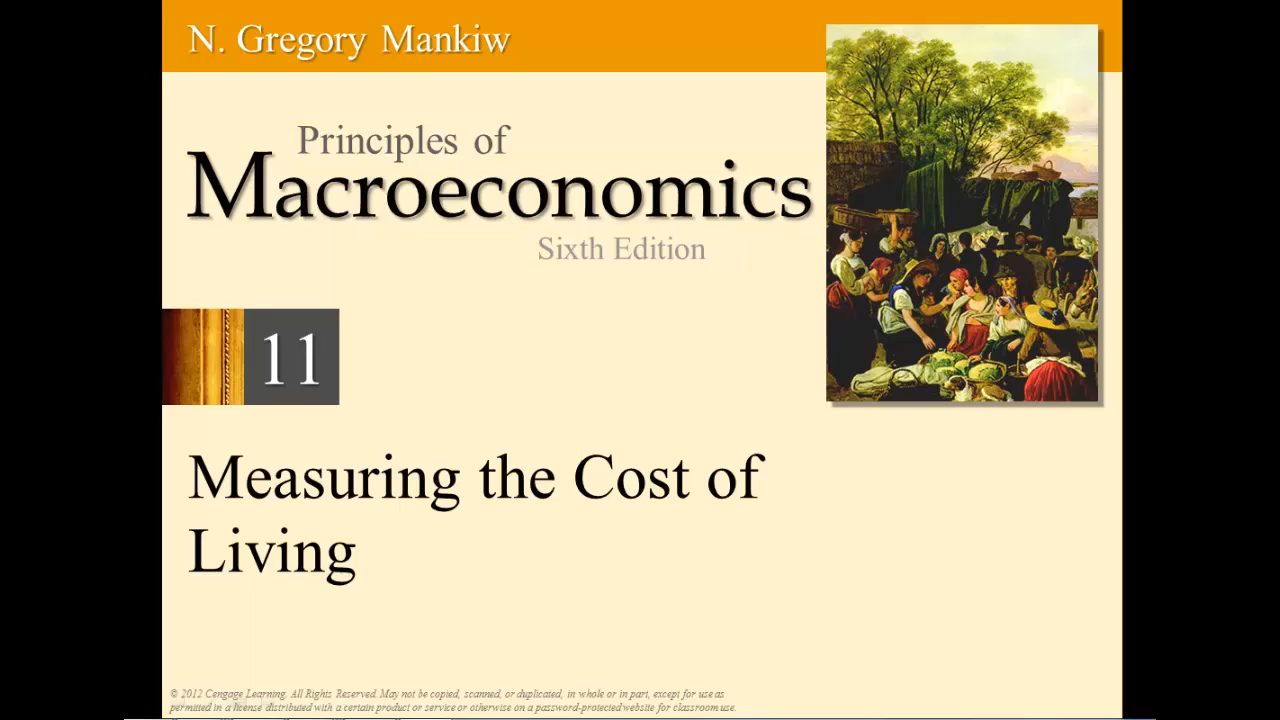 N. Gregory Mankiw
Principles of
Macroeconomics
Sixth Edition
11
Measuring the Cost of
Living
© 2012 Cengage Learning. All Rights Reserved. May not be copied, scanned, or duplicated, in whole or in part, except for use as
permitted in a license distributed with a certain product or service or otherwise on a password-protected website for classroom use.